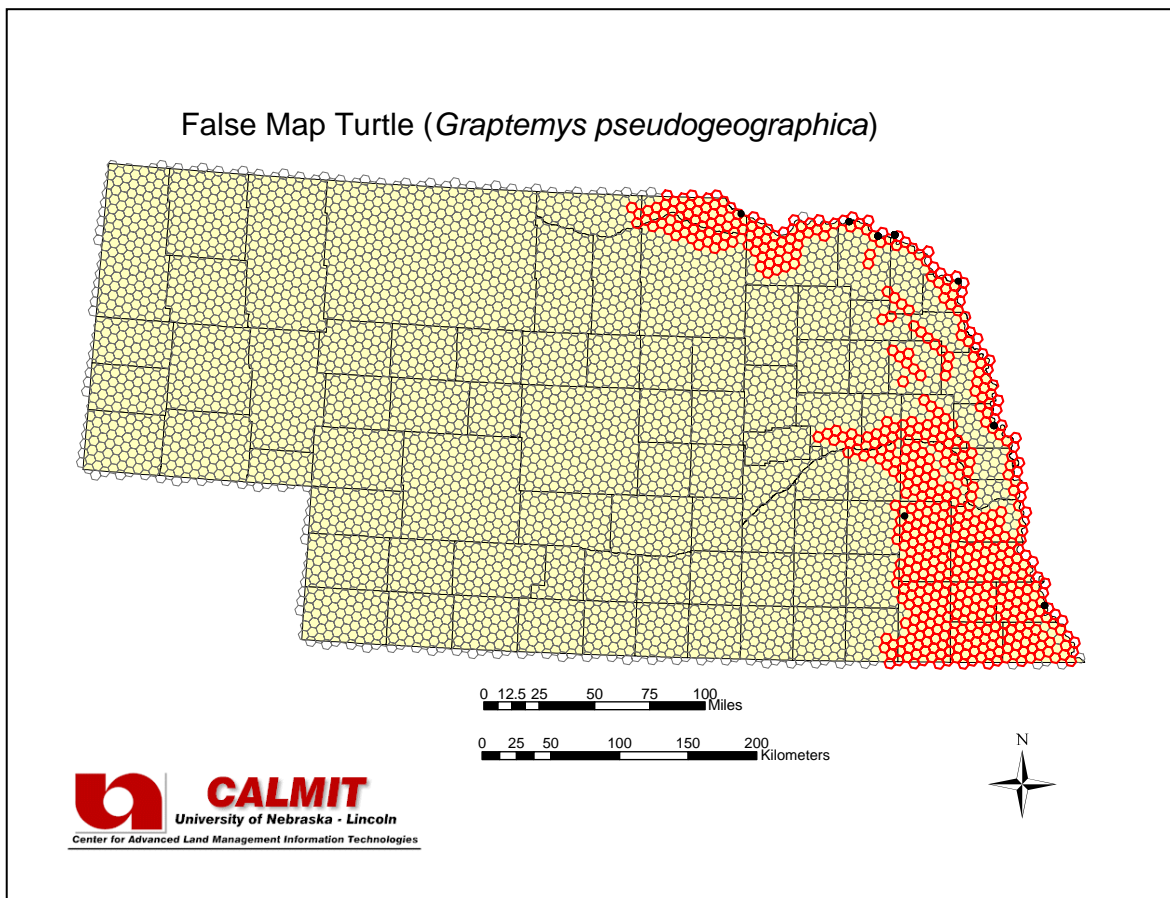 False Map Turtle (Graptemys pseudogeographica)
0 12.5 25 50 75 100
Miles
0 25 50 100 150 200
Kilometers
N
CALMIT
University of Nebraska - Lincoln
Center for Advanced Land Management Information Technologies